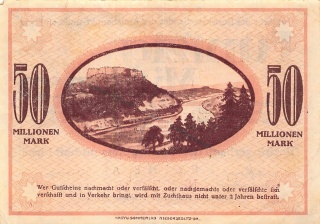 50
MILLIONEN
MARK
50
MILLIONEN
MARK
Wer Gutscheine nachmacht oder verfälscht, oder nachgemachte oder verfälschte sich
verschafft und in Verkehr bringt, wird mit Zuchthaus nicht unter 2 Jahren bestraft.